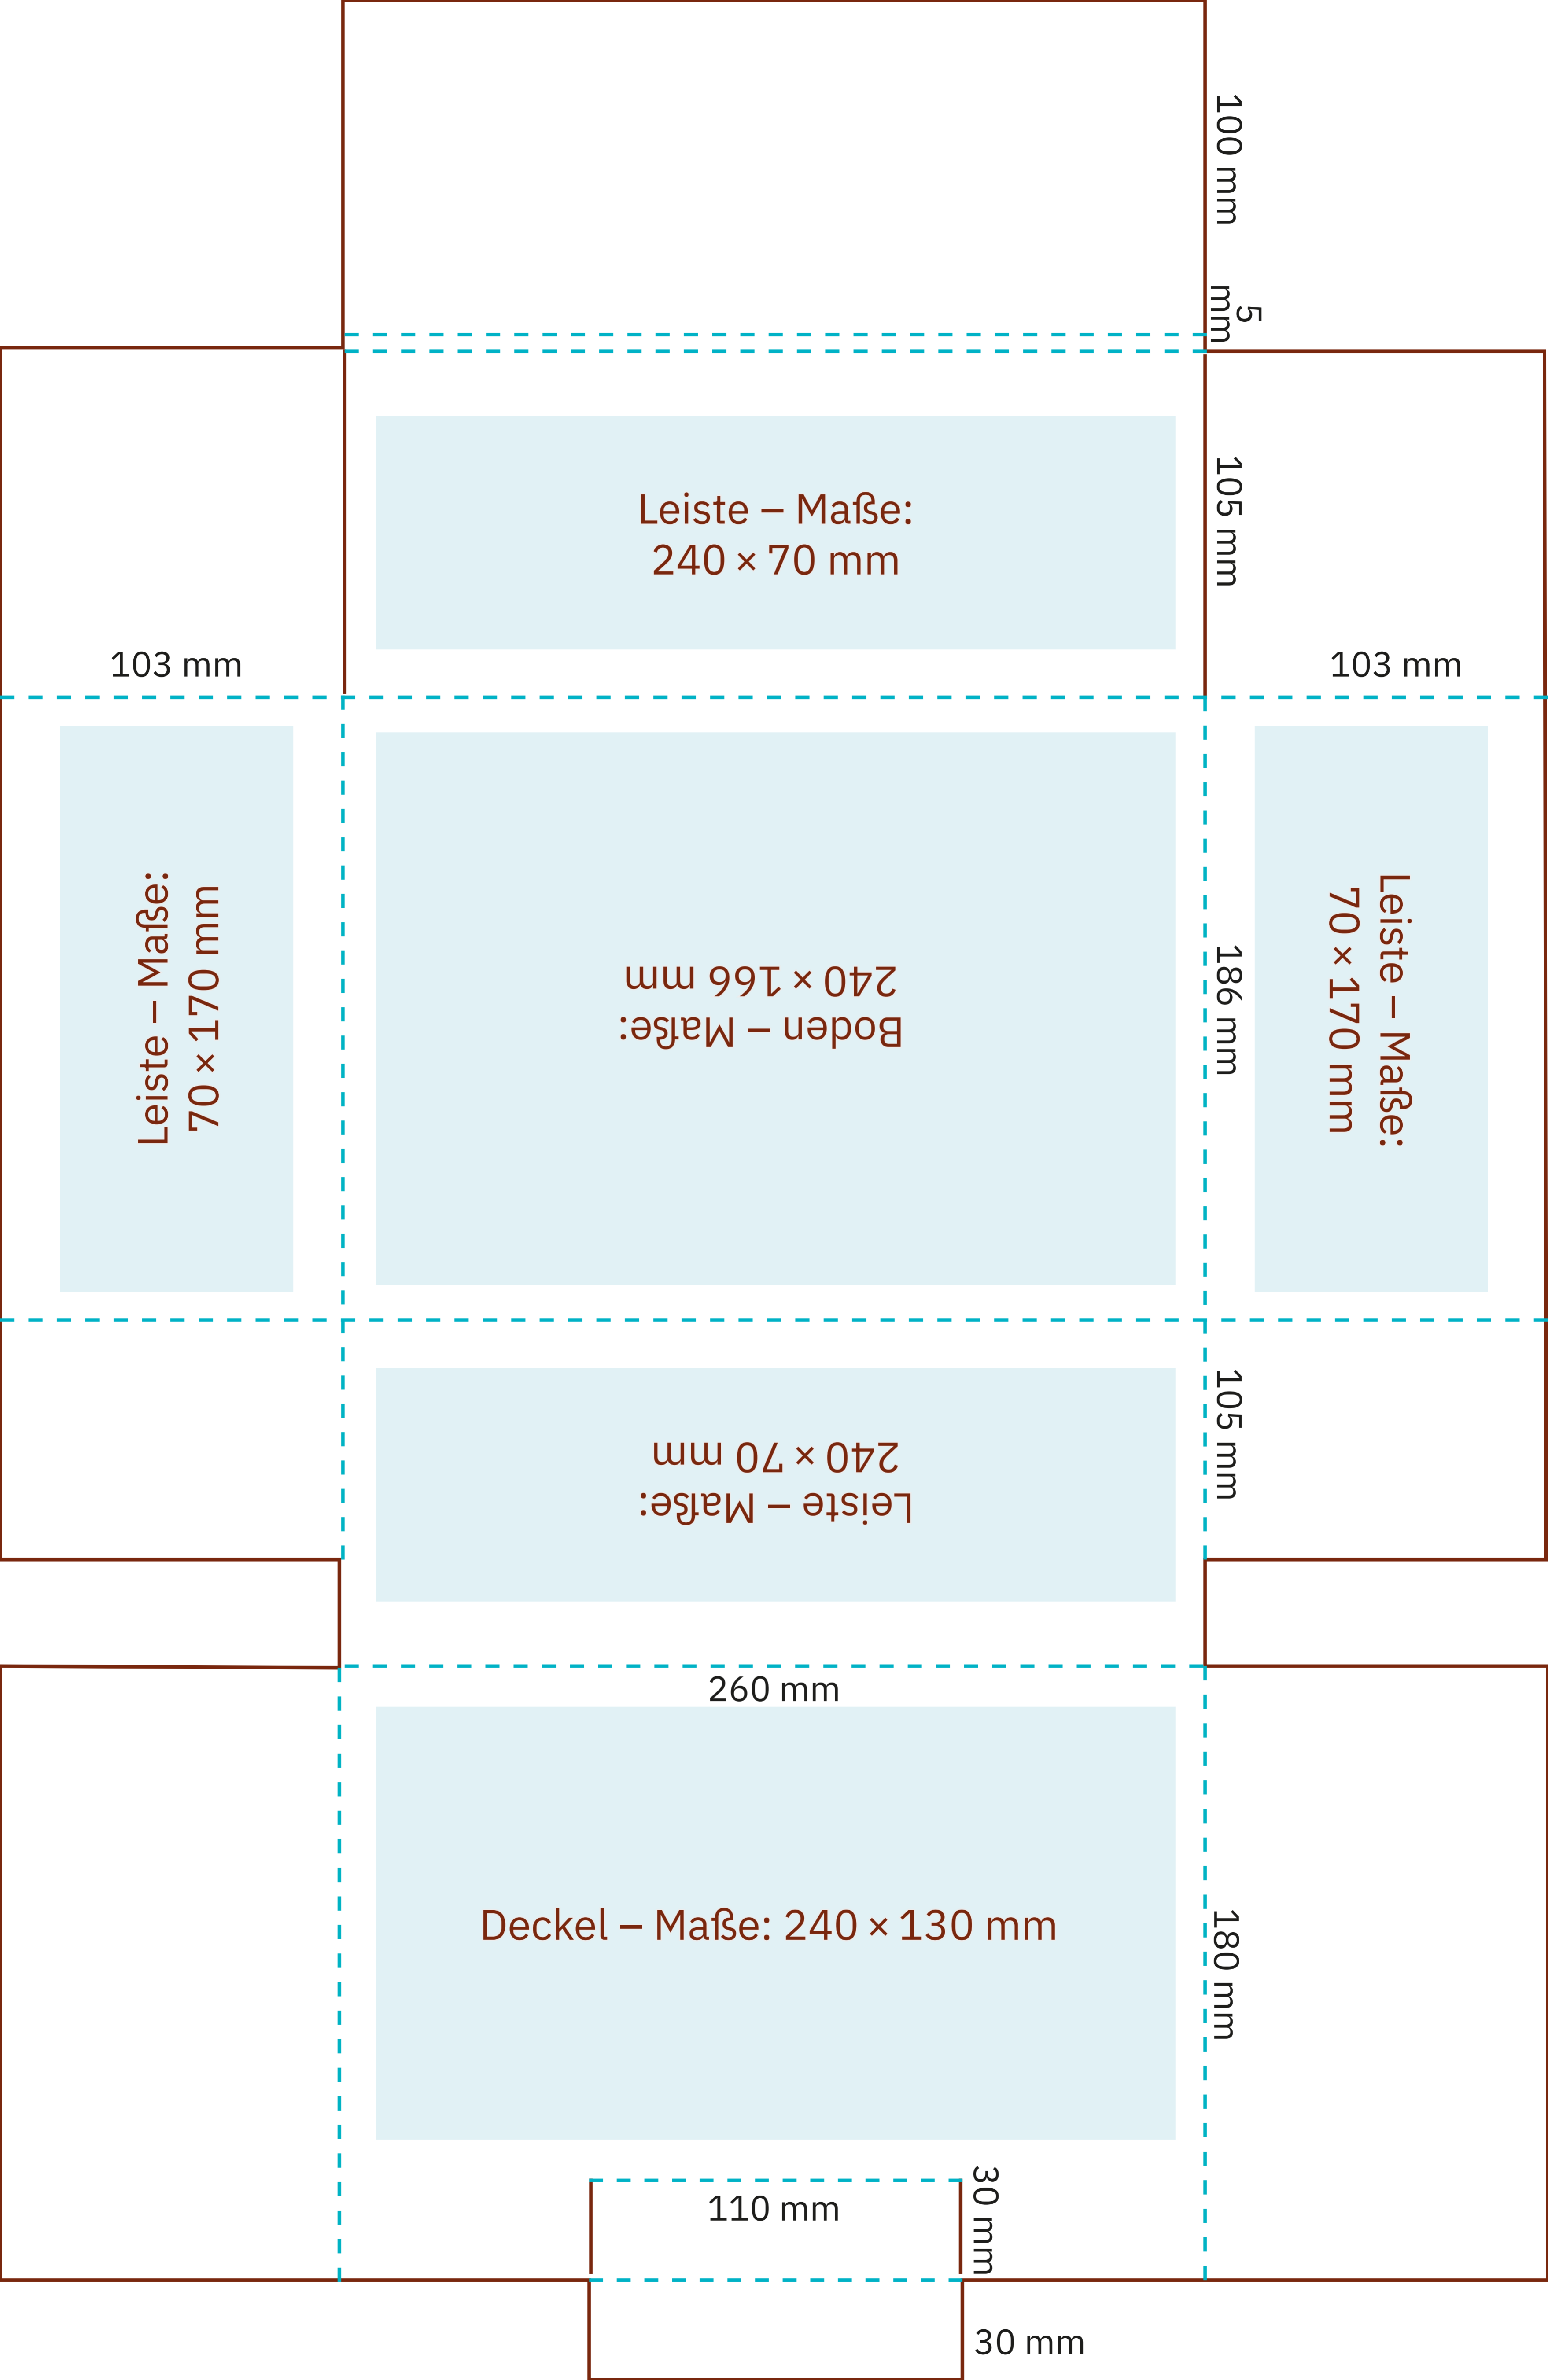 100 mm
5
mm
Leiste – Maße:
240 × 70 mm
105 mm
103 mm
103 mm
Leiste – Maße:
70 × 170 mm
Boden – Maße:
240 × 166 mm
186 mm
Leiste – Maße:
70 × 170 mm
Leiste – Maße:
240 × 70 mm
105 mm
260 mm
Deckel – Maße: 240 × 130 mm
180 mm
110 mm
30 mm
30 mm